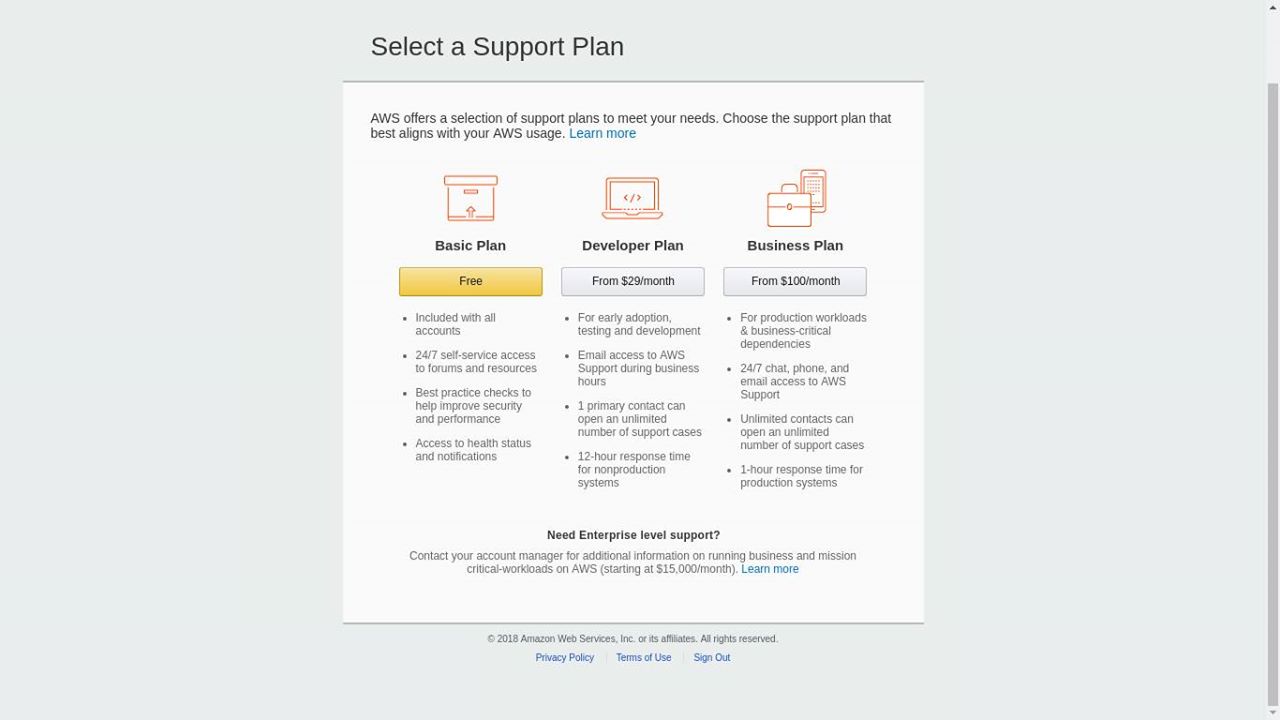 Select a Support Plan
AWS offers a selection of support plans to meet your needs. Choose the support plan that
best aligns with your AWS usage. Learn more
Basic Plan
Free
• Included with all
accounts
• 24/7 self-service access
to forums and resources
• Best practice checks to
help improve security
and performance
• Access to health status
and notifications
Developer Plan
From $29/month
• For early adoption,
testing and development
• Email access to AWS
Support during business
hours
• 1 primary contact can
open an unlimited
number of support cases
• 12-hour response time
for nonproduction
systems
Business Plan
From $100/month
• For production workloads
& business-critical
dependencies
• 24/7 chat, phone, and
email access to AWS
Support
• Unlimited contacts can
open an unlimited
number of support cases
• 1-hour response time for
production systems
Need Enterprise level support?
Contact your account manager for additional information on running business and mission
critical-workloads on AWS (starting at $15,000/month). Learn more
© 2018 Amazon Web Services, Inc. or its affiliates. All rights reserved.
Privacy Policy | Terms of Use | Sign Out